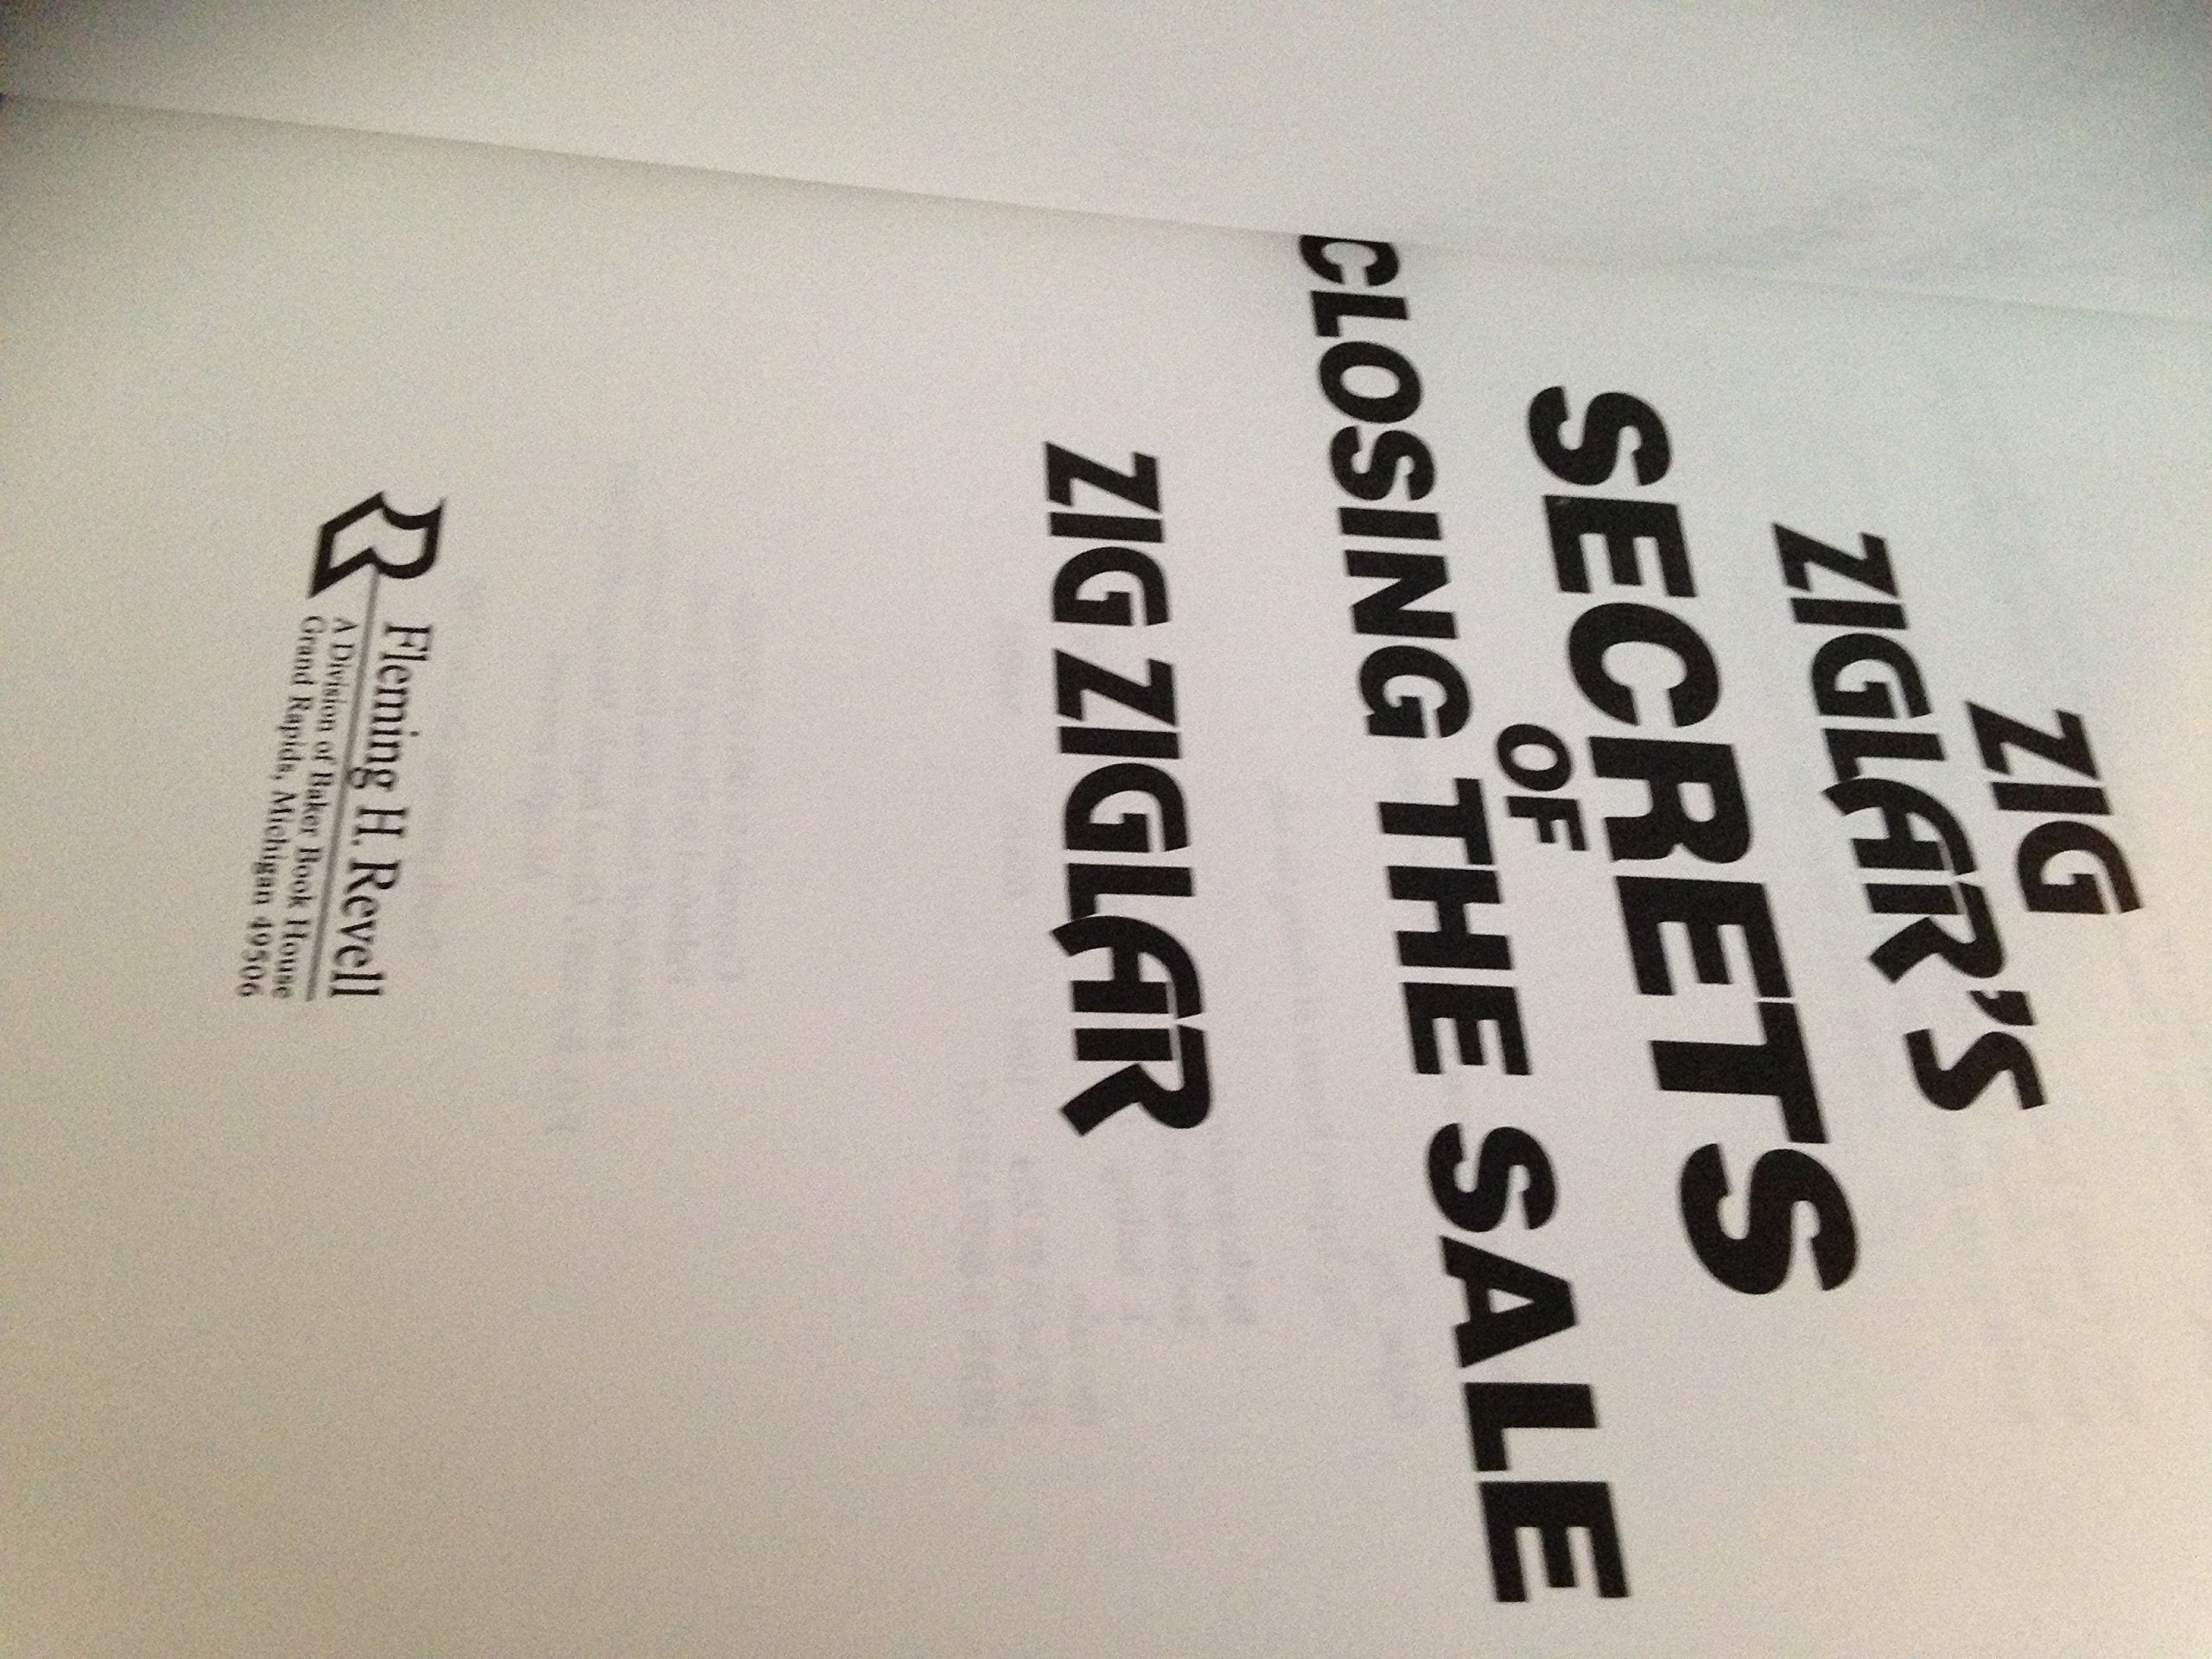 ZIG
ZIGLAR'S
SECRETS
OF
CLOSING THE SALE
ZIG ZIGLAR
Fleming H. Revell
A Division of Baker Book House
Grand Rapids, Michigan 49506